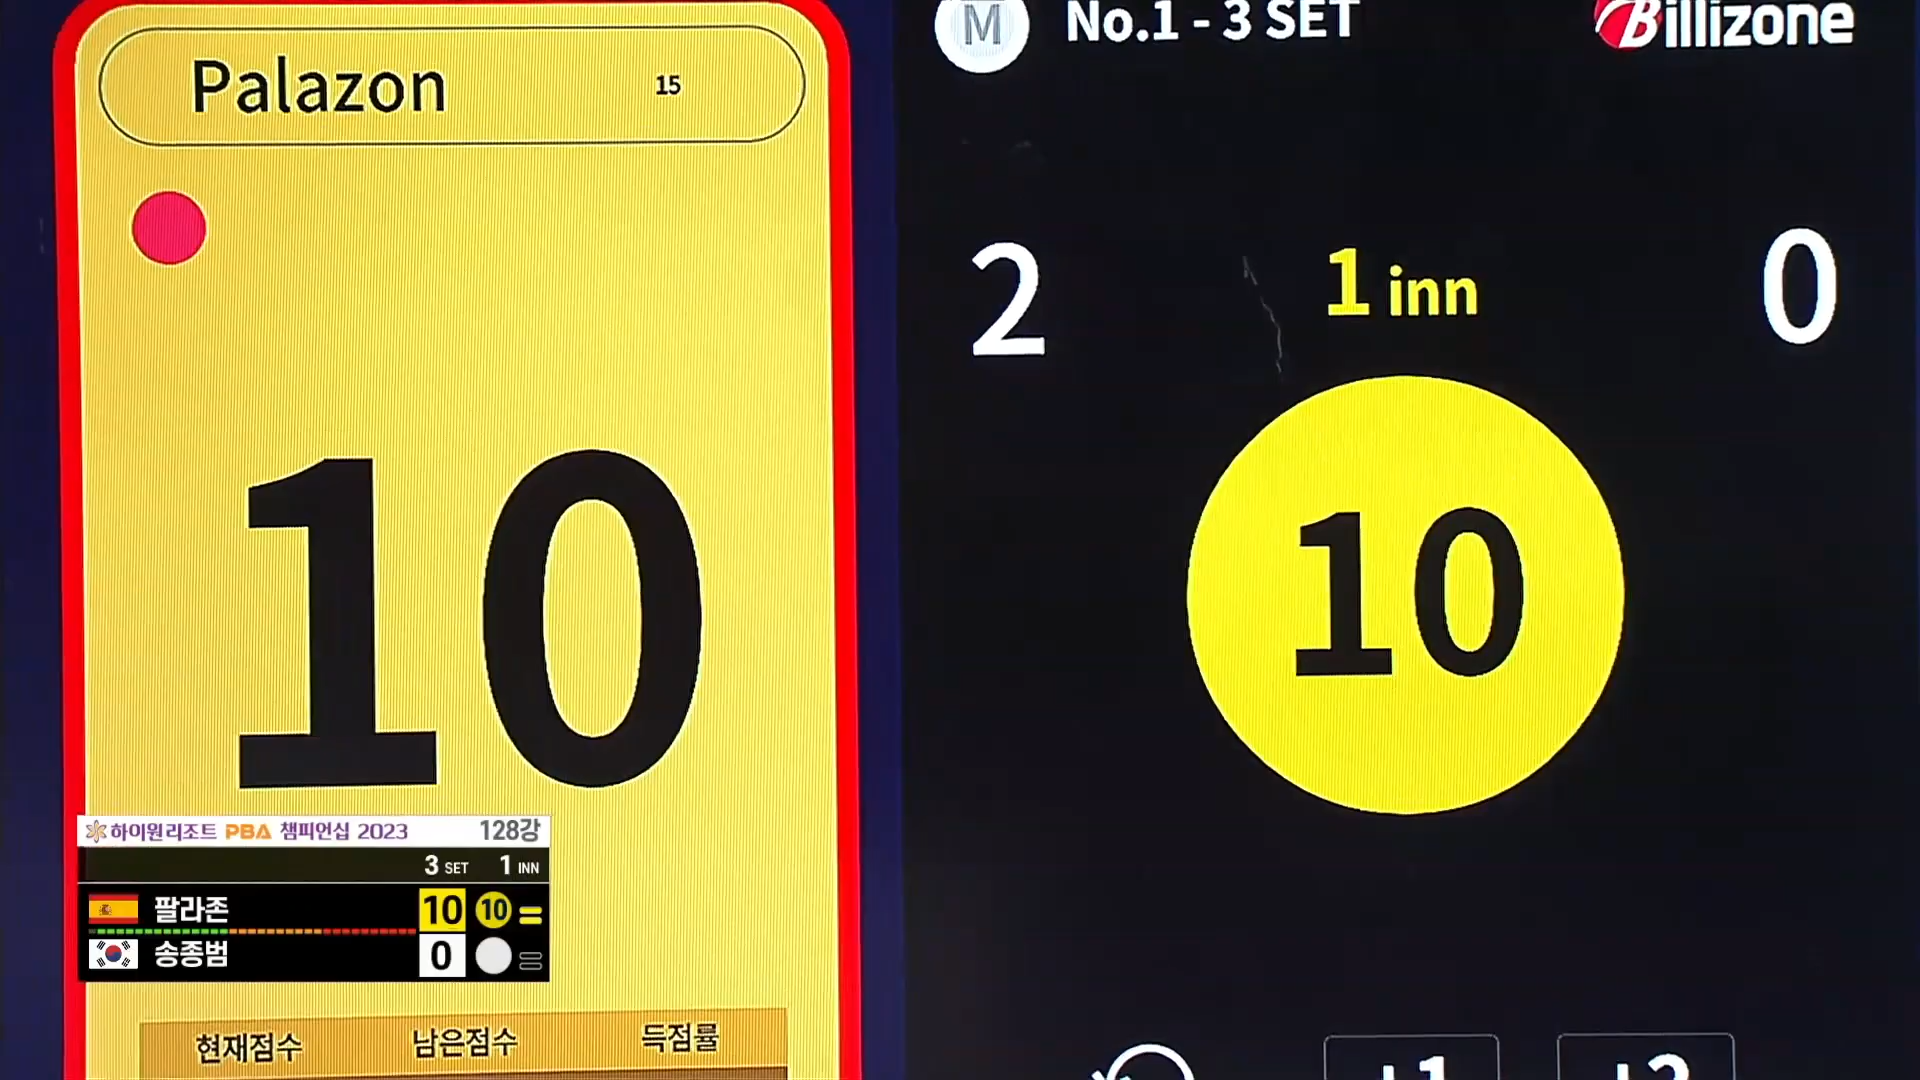 Palazon 15
M No.1 - 3 SET Billizone
2 1 inn 0
10
10
하이원리조트 PBA 챔피언십 2023 128강
3 SET 1 INN
팔라존 10 10
송종범 0
현재점수 남은점수 득점률
+1 +2